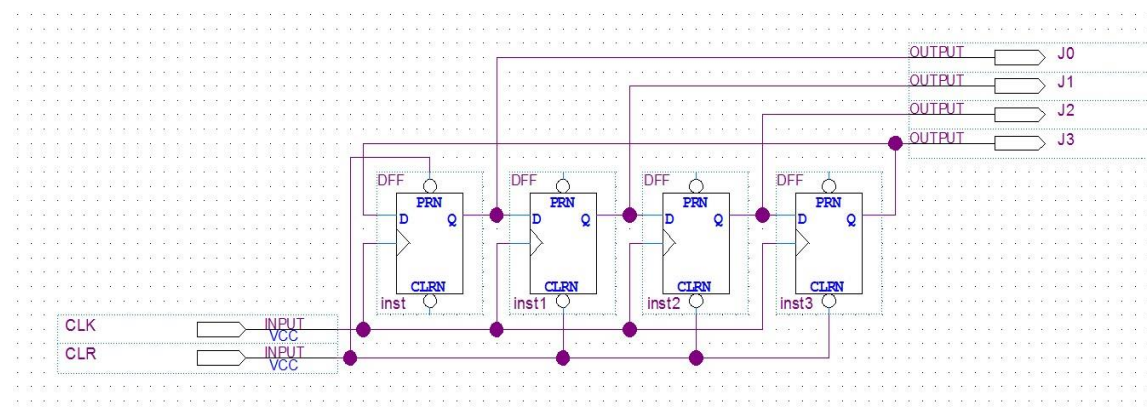 OUTPUT J0
OUTPUT J1
OUTPUT J2
OUTPUT J3
DFF DFF DFF DFF
PRN PRN PRN PRN
D Q D Q D Q D Q
CLRN CLRN CLRN CLRN
inst inst1 inst2 inst3
CLK INPUT
VCC
CLR INPUT
VCC